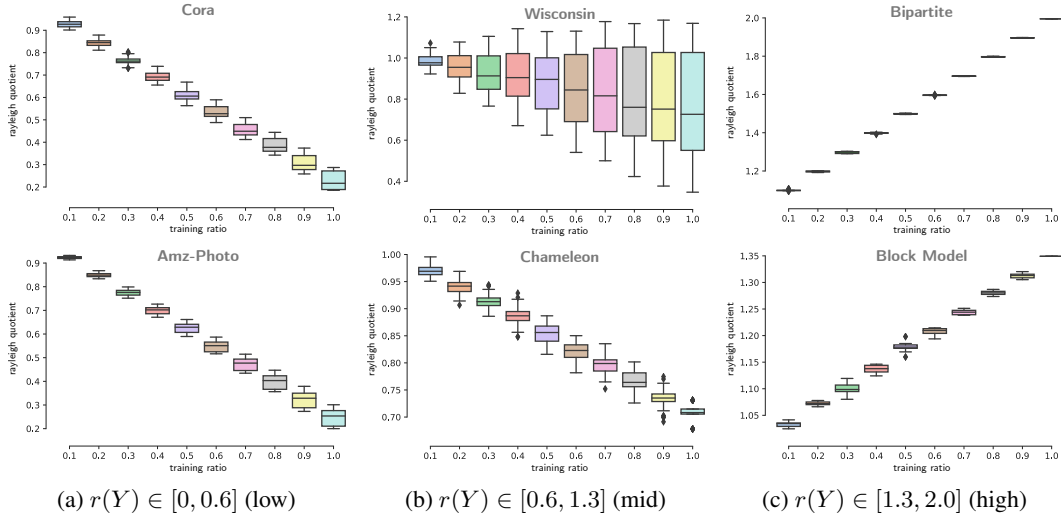 Cora
rayleigh quotient
0.9
0.8
0.7
0.6
0.5
0.4
0.3
0.2
0.1 0.2 0.3 0.4 0.5 0.6 0.7 0.8 0.9 1.0
training ratio
Wisconsin
rayleigh quotient
1.2
1.0
0.8
0.6
0.4
0.1 0.2 0.3 0.4 0.5 0.6 0.7 0.8 0.9 1.0
training ratio
Bipartite
rayleigh quotient
2.0
1.8
1.6
1.4
1.2
0.1 0.2 0.3 0.4 0.5 0.6 0.7 0.8 0.9 1.0
training ratio
Amz-Photo
rayleigh quotient
0.9
0.8
0.7
0.6
0.5
0.4
0.3
0.2
0.1 0.2 0.3 0.4 0.5 0.6 0.7 0.8 0.9 1.0
training ratio
Chameleon
rayleigh quotient
1.00
0.95
0.90
0.85
0.80
0.75
0.70
0.1 0.2 0.3 0.4 0.5 0.6 0.7 0.8 0.9 1.0
training ratio
Block Model
rayleigh quotient
1.35
1.30
1.25
1.20
1.15
1.10
1.05
0.1 0.2 0.3 0.4 0.5 0.6 0.7 0.8 0.9 1.0
training ratio
(a) r(Y) ∈ [0, 0.6] (low)
(b) r(Y) ∈ [0.6, 1.3] (mid)
(c) r(Y) ∈ [1.3, 2.0] (high)